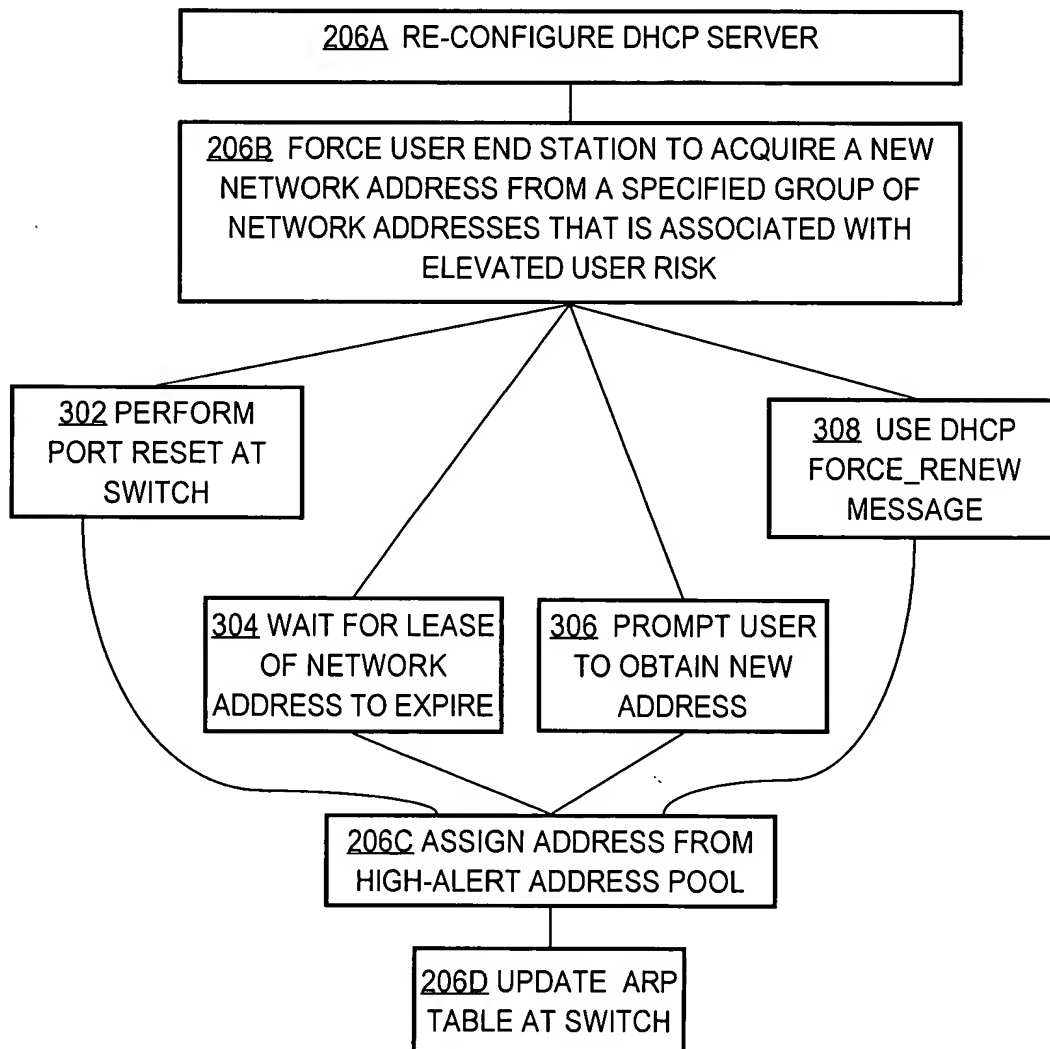 206A RE-CONFIGURE DHCP SERVER
206B FORCE USER END STATION TO ACQUIRE A NEW
NETWORK ADDRESS FROM A SPECIFIED GROUP OF
NETWORK ADDRESSES THAT IS ASSOCIATED WITH
ELEVATED USER RISK
302 PERFORM
PORT RESET AT
SWITCH
308 USE DHCP
FORCE_RENEW
MESSAGE
304 WAIT FOR LEASE
OF NETWORK
ADDRESS TO EXPIRE
306 PROMPT USER
TO OBTAIN NEW
ADDRESS
206C ASSIGN ADDRESS FROM
HIGH-ALERT ADDRESS POOL
206D UPDATE ARP
TABLE AT SWITCH